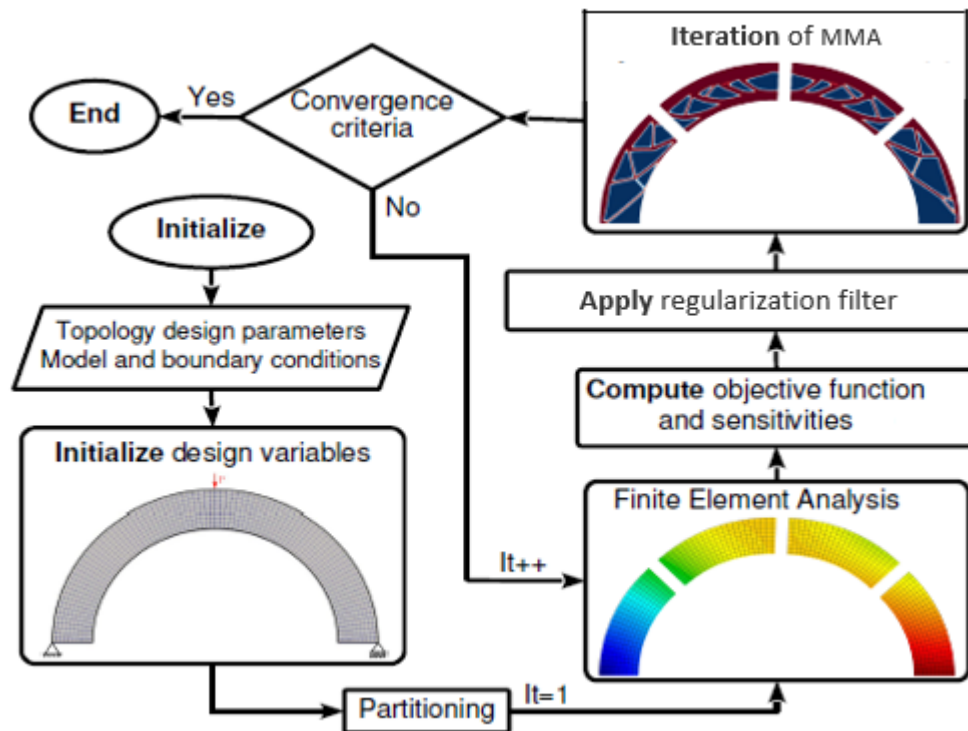 Initialize
Topology design parameters
Model and boundary conditions
Initialize design variables
Partitioning
It=1
Finite Element Analysis
Compute objective function
and sensitivities
Apply regularization filter
Iteration of MMA
Convergence
criteria
Yes
End
No
It++